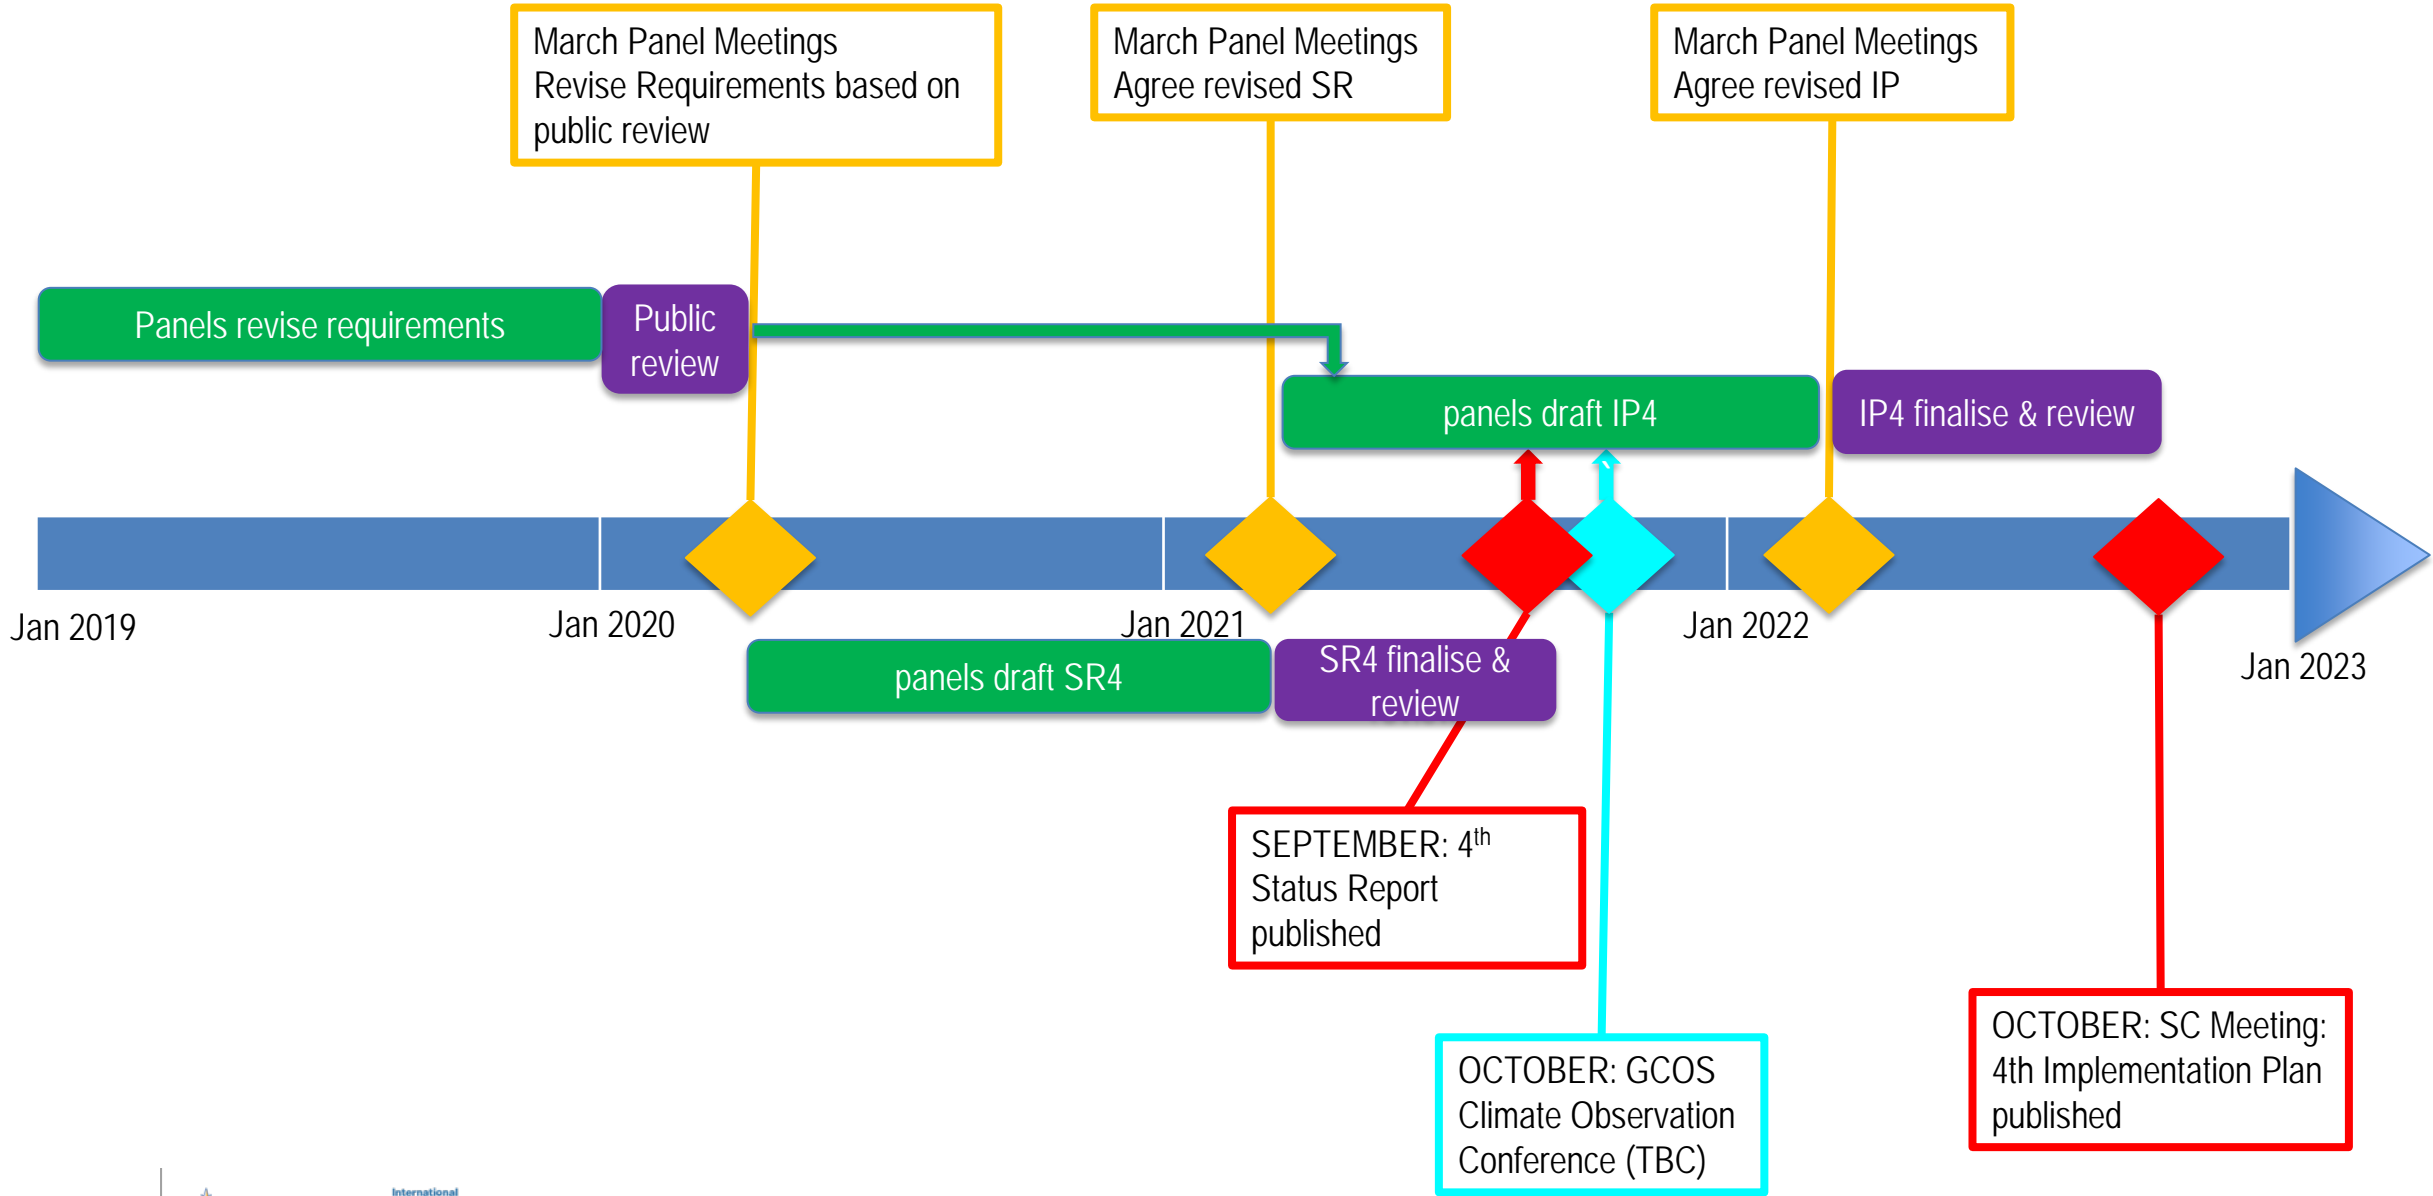 March Panel Meetings
Revise Requirements based on
public review
March Panel Meetings
Agree revised SR
March Panel Meetings
Agree revised IP
Panels revise requirements
Public
review
panels draft IP4
IP4 finalise & review
Jan 2019
Jan 2020
Jan 2021
Jan 2022
Jan 2023
panels draft SR4
SR4 finalise &
review
SEPTEMBER: 4th
Status Report
published
OCTOBER: GCOS
Climate Observation
Conference (TBC)
OCTOBER: SC Meeting:
4th Implementation Plan
published
International